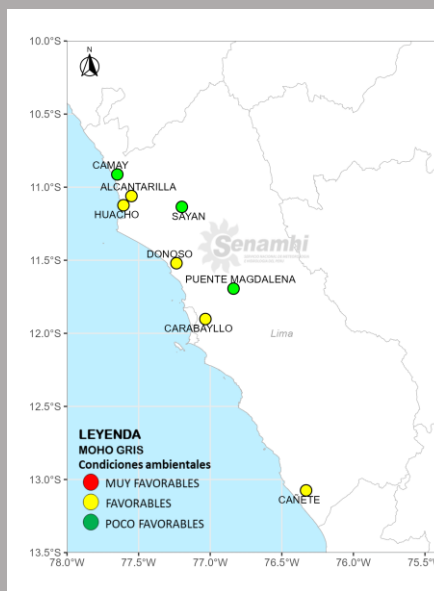 10.0°S
N
10.5°S
CAMAY
11.0°S
ALCANTARILLA
HUACHO
SAYAN
Senamhi
11.5°S
DONOSO
PUENTE MAGDALENA
12.0°S
CARABAYLLO
Lima
12.5°S
LEYENDA
MOHO GRIS
Condiciones ambientales
MUY FAVORABLES
FAVORABLES
POCO FAVORABLES
13.0°S
CAÑETE
13.5°S
78.0°W 77.5°W 77.0°W 76.5°W 76.0°W 75.5°W